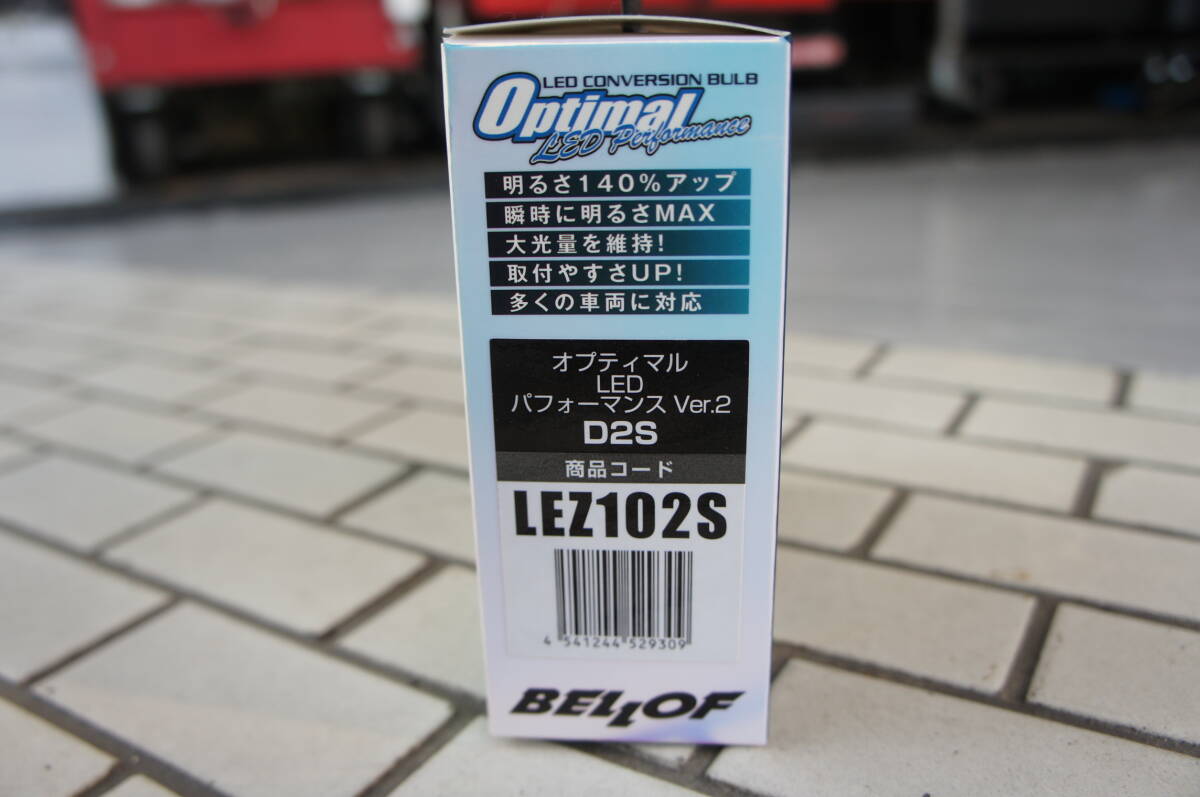 LED CONVERSION BULB
Optimal
LED Performance
明るさ140%アップ
瞬時に明るさMAX
大光量を維持!
取付やすさUP!
多くの車両に対応
オプティマル
LED
パフォーマンス Ver.2
D2S
商品コード
LEZ102S
4 541244 529309
BELLOF